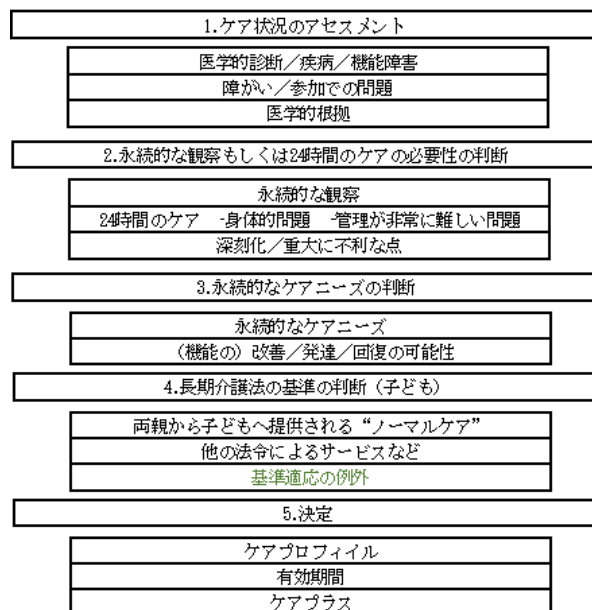 1.ケア状況のアセスメント
医学的診断／疾病／機能障害
障がい／参加での問題
医学的根拠
2.永続的な観察もしくは24時間のケアの必要性の判断
永続的な観察
24時間のケア　-身体的問題　-管理が非常に難しい問題
深刻化／重大に不利な点
3.永続的なケアニーズの判断
永続的なケアニーズ
（機能の）改善／発達／回復の可能性
4.長期介護法の基準の判断（子ども）
両親から子どもへ提供される“ノーマルケア”
他の法令によるサービスなど
基準適応の例外
5.決定
ケアプロフィイル
有効期間
ケアプラス